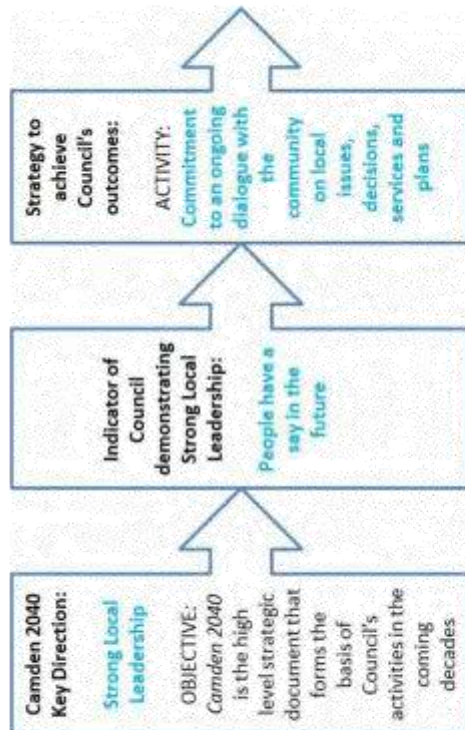 Camden 2040
Key Direction:
Strong Local
Leadership
OBJECTIVE:
Camden 2040
is the high
level strategic
document that
forms the
basis of
Council's
activities in the
coming
decades
Indicator of
Council
demonstrating
Strong Local
Leadership:
People have a
say in the
future
Strategy to
achieve
Council's
outcomes:
ACTIVITY:
Commitment
to an ongoing
dialogue with
the
community
on local
issues,
decisions,
services and
plans